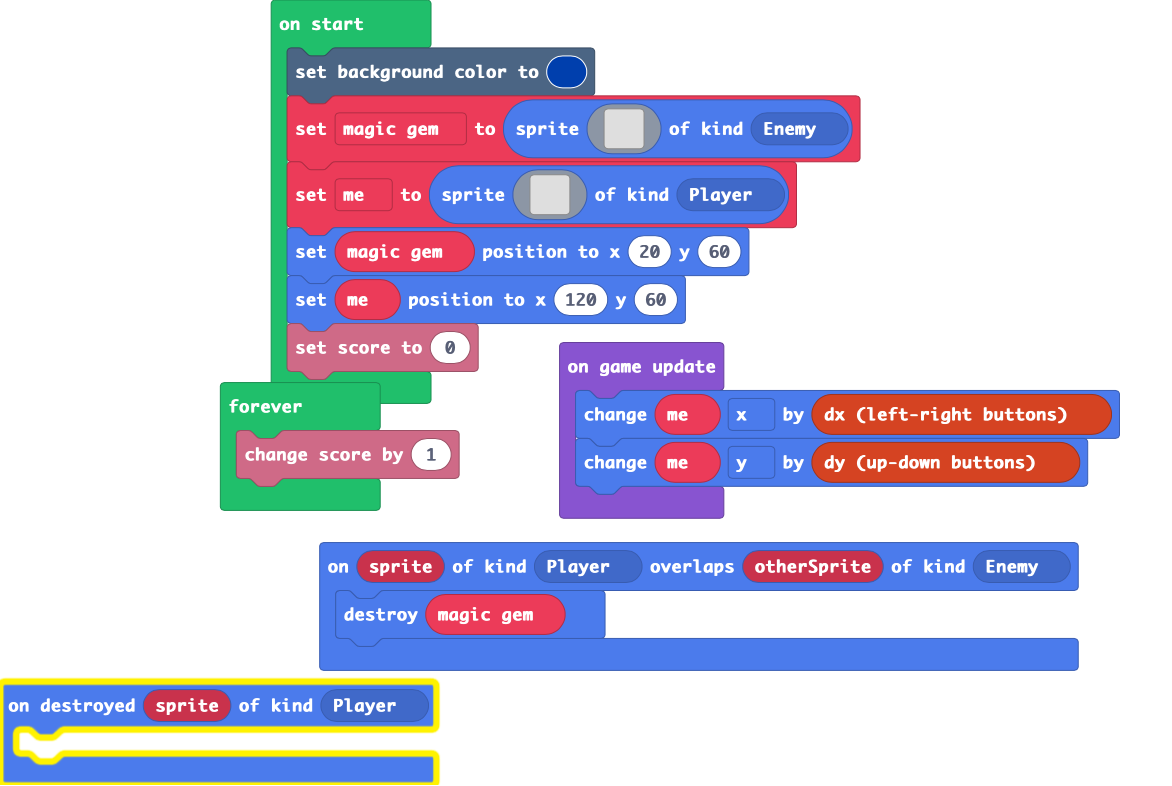 on start
set background color to
set magic gem to sprite of kind Enemy
set me to sprite of kind Player
set magic gem position to x 20 y 60
set me position to x 120 y 60
set score to 0
forever
change score by 1
on game update
change me x by dx (left-right buttons)
change me y by dy (up-down buttons)
on sprite of kind Player overlaps otherSprite of kind Enemy
destroy magic gem
on destroyed sprite of kind Player